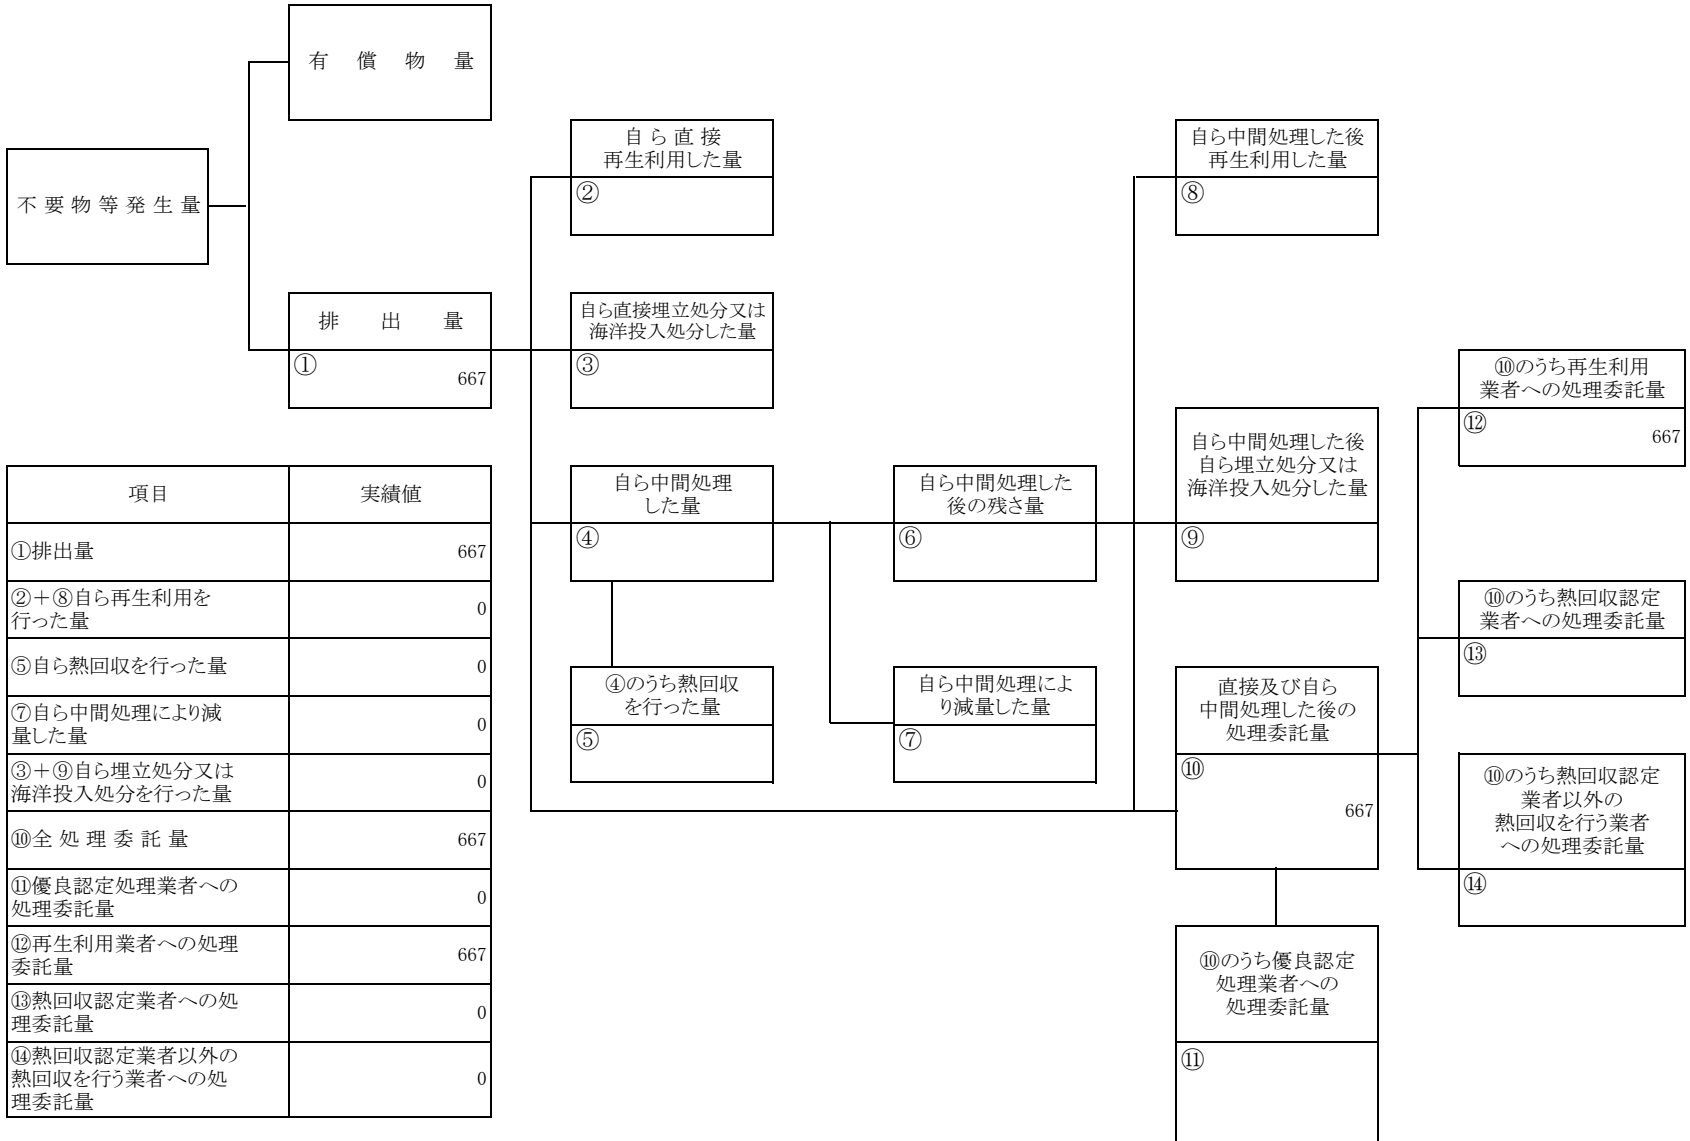 有 償 物 量
不 要 物 等 発 生 量
排 出 量
①
667
自 ら 直 接
再生利用した量
②
自ら直接埋立処分又は
海洋投入処分した量
③
自ら中間処理
した量
④
④のうち熱回収
を行った量
⑤
自ら中間処理した
後の残さ量
⑥
自ら中間処理によ
り減量した量
⑦
自ら中間処理した後
再生利用した量
⑧
自ら中間処理した後
自ら埋立処分又は
海洋投入処分した量
⑨
直接及び自ら
中間処理した後の
処理委託量
⑩
667
⑩のうち優良認定
処理業者への
処理委託量
⑪
⑩のうち再生利用
業者への処理委託量
⑫
667
⑩のうち熱回収認定
業者への処理委託量
⑬
⑩のうち熱回収認定
業者以外の
熱回収を行う業者
への処理委託量
⑭
項目 実績値
①排出量 667
②＋⑧自ら再生利用を
行った量 0
⑤自ら熱回収を行った量 0
⑦自ら中間処理により減
量した量 0
③＋⑨自ら埋立処分又は
海洋投入処分を行った量 0
⑩全 処 理 委 託 量 667
⑪優良認定処理業者への
処理委託量 0
⑫再生利用業者への処理
委託量 667
⑬熱回収認定業者への処
理委託量 0
⑭熱回収認定業者以外の
熱回収を行う業者への処
理委託量 0